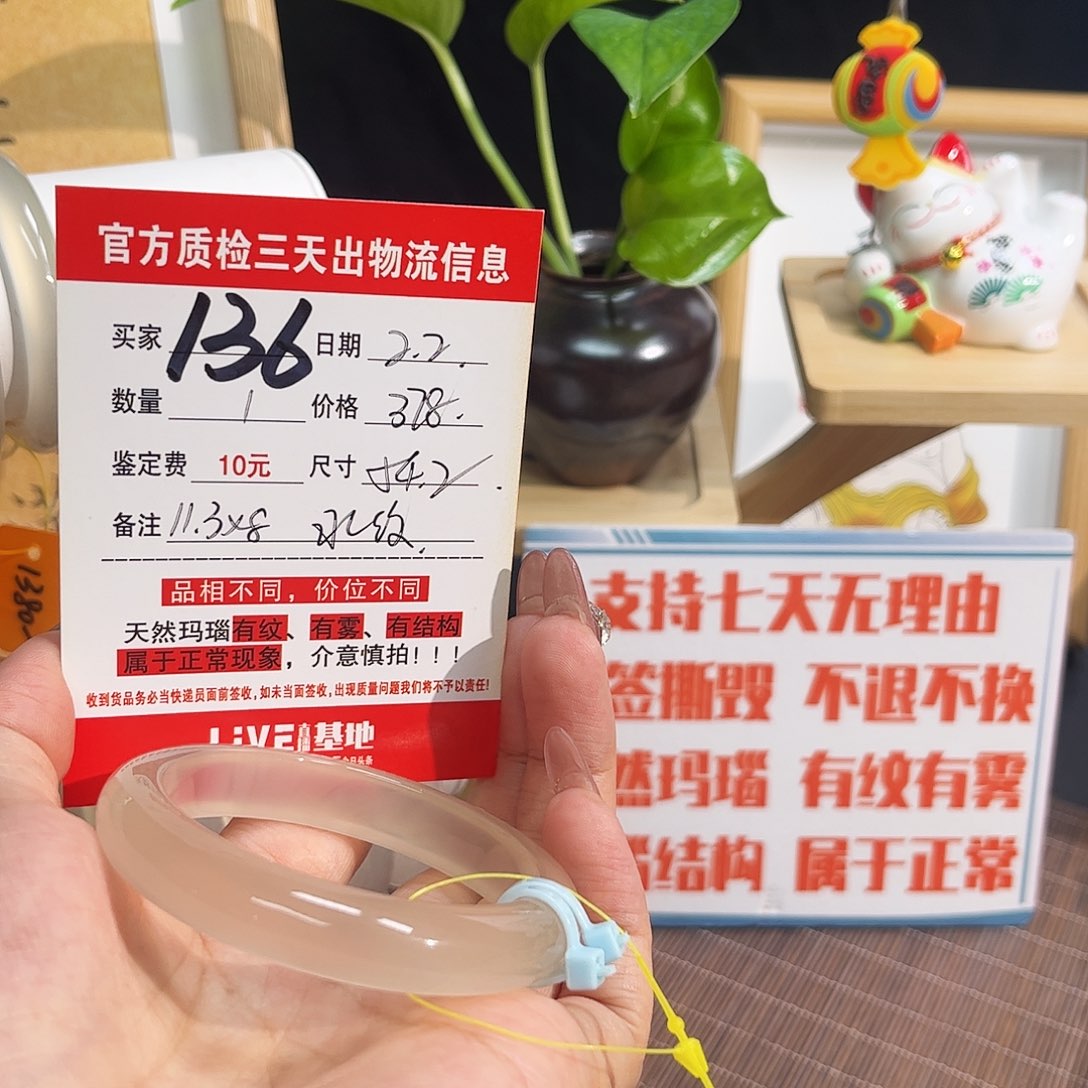 官方质检三天出物流信息
买家 136 日期 2.2.
数量 1 价格 378.
鉴定费 10元 尺寸 54.2.
备注 11.3x8 水纹.
品相不同，价位不同
天然玛瑙有纹、有雾、有结构
属于正常现象，介意慎拍！！！
收到货品务必当快递员面前签收，如未当面签收，出现质量问题我们将不予以责任！
LiVE 基地
今日头条
支持七天无理由
签撕毁 不退不换
然玛瑙 有纹有雾
结构 属于正常
1380